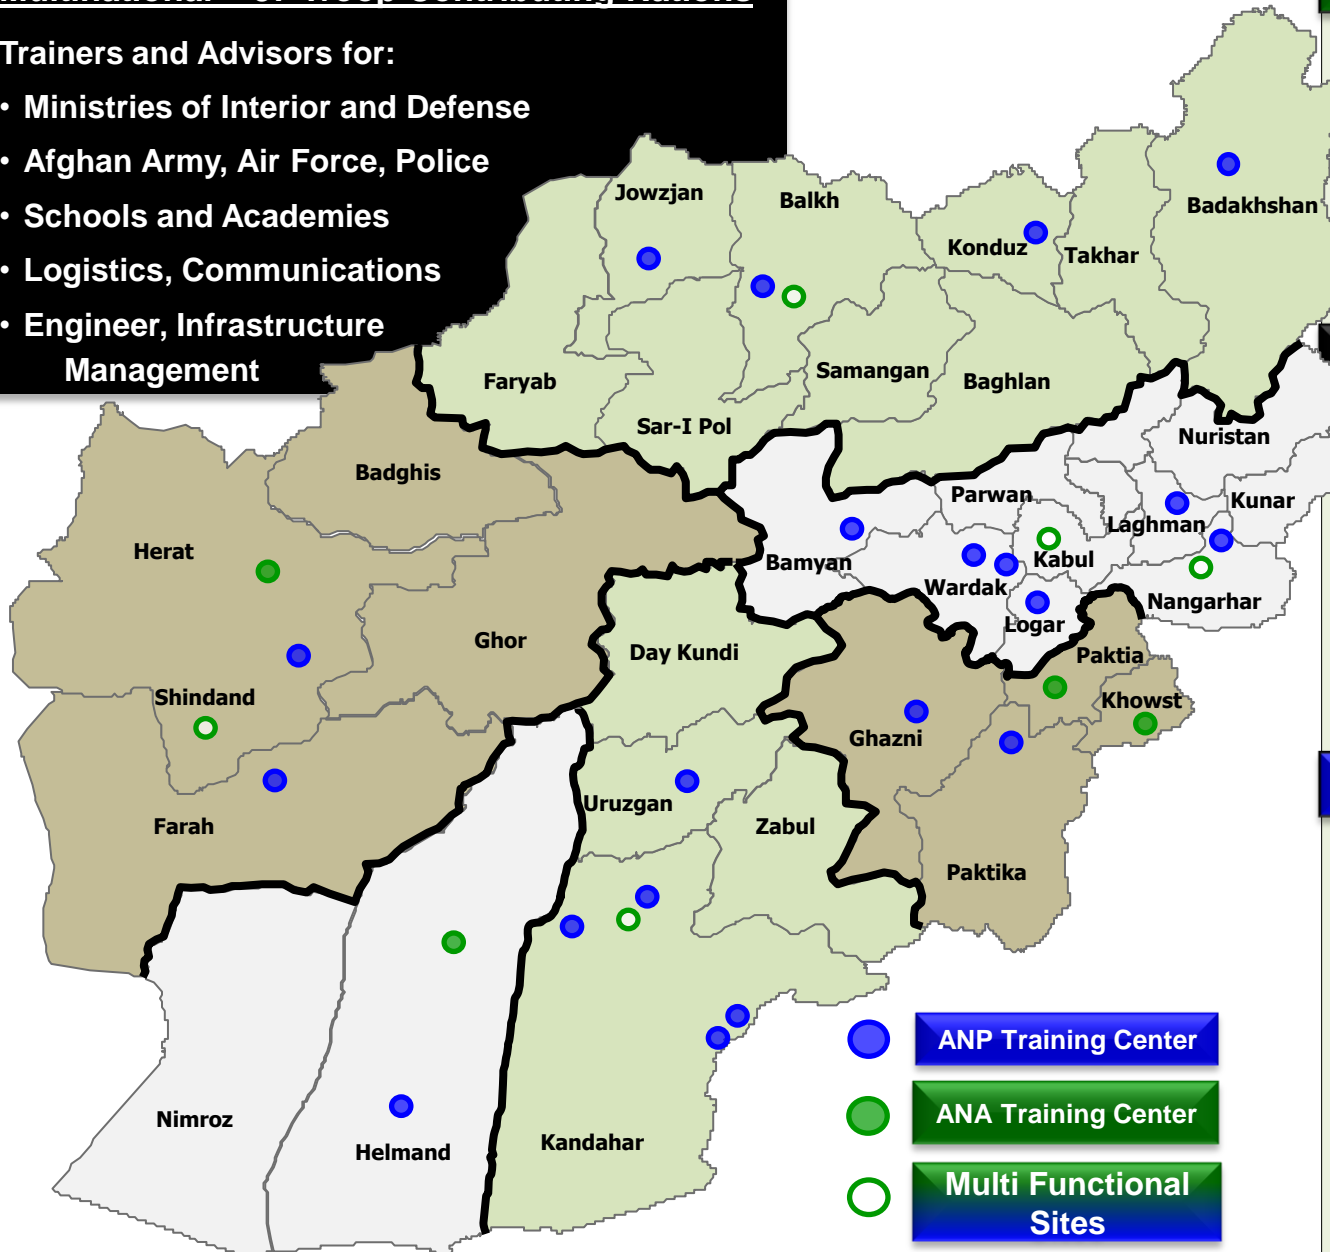 Trainers and Advisors for:
• Ministries of Interior and Defense
• Afghan Army, Air Force, Police
• Schools and Academies
• Logistics, Communications
• Engineer, Infrastructure
Management
Jowzjan
Balkh
Badakhshan
Konduz
Takhar
Faryab
Samangan
Baghlan
Sar-I Pol
Nuristan
Badghis
Parwan
Kunar
Laghman
Herat
Bamyan
Kabul
Wardak
Nangarhar
Logar
Ghor
Day Kundi
Paktia
Shindand
Khowst
Ghazni
Uruzgan
Farah
Zabul
Paktika
Nimroz
Helmand
Kandahar
ANP Training Center
ANA Training Center
Multi Functional
Sites